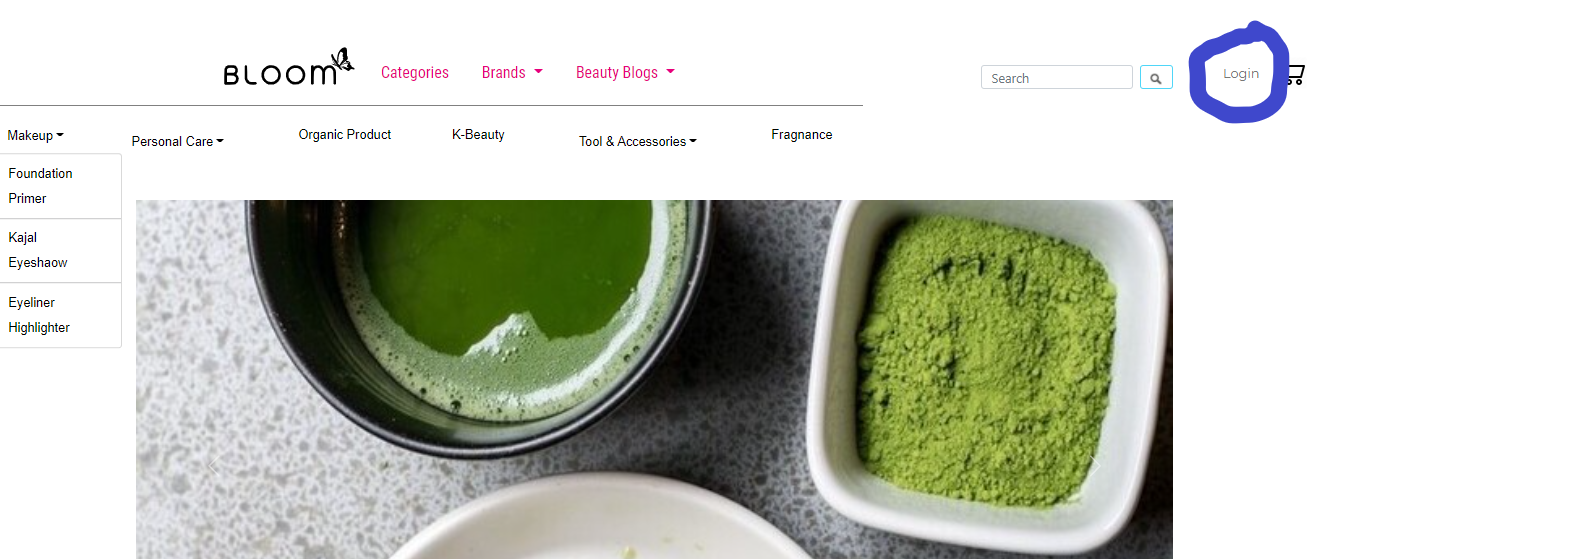 BLOOM Categories Brands Beauty Blogs Search Login
Makeup Personal Care Organic Product K-Beauty Tool & Accessories Fragnance
Foundation
Primer
Kajal
Eyeshaow
Eyeliner
Highlighter